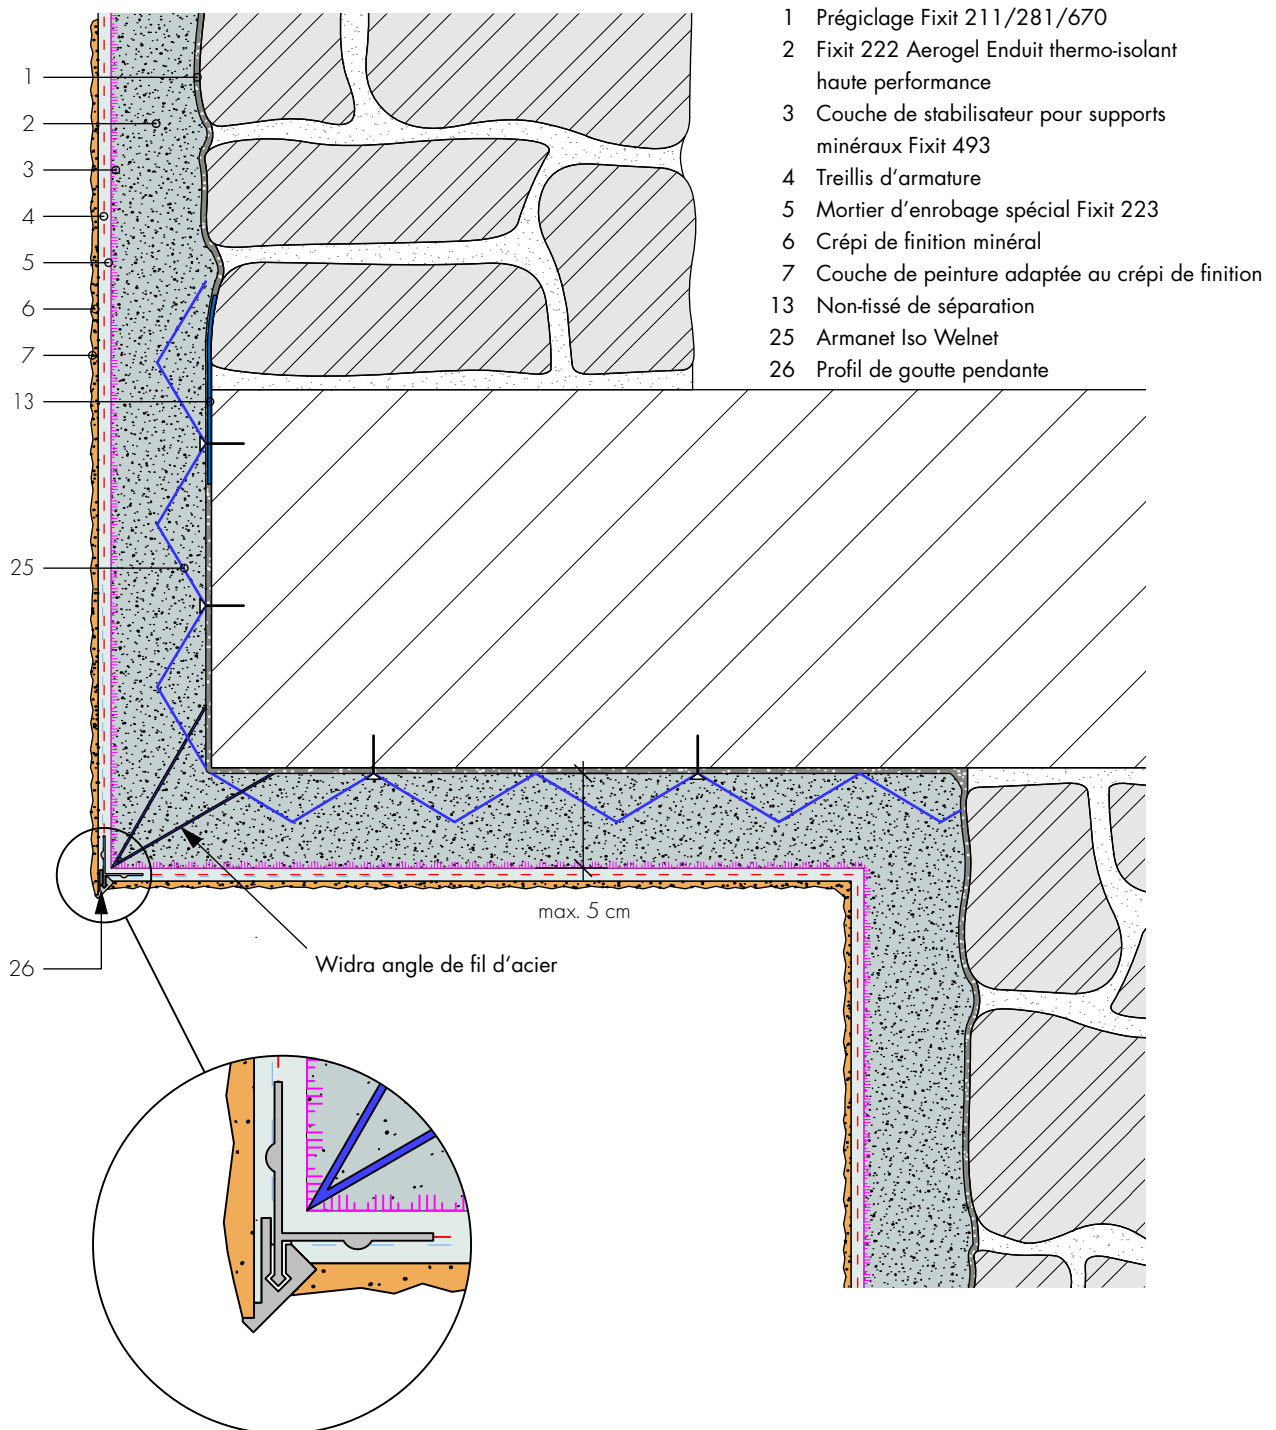 1 Prégiclage Fixit 211/281/670
2 Fixit 222 Aerogel Enduit thermo-isolant
haute performance
3 Couche de stabilisateur pour supports
minéraux Fixit 493
4 Treillis d’armature
5 Mortier d’enrobage spécial Fixit 223
6 Crépi de finition minéral
7 Couche de peinture adaptée au crépi de finition
13 Non-tissé de séparation
25 Armanet Iso Welnet
26 Profil de goutte pendante
1
2
3
4
5
6
7
13
25
max. 5 cm
Widra angle de fil d’acier
26